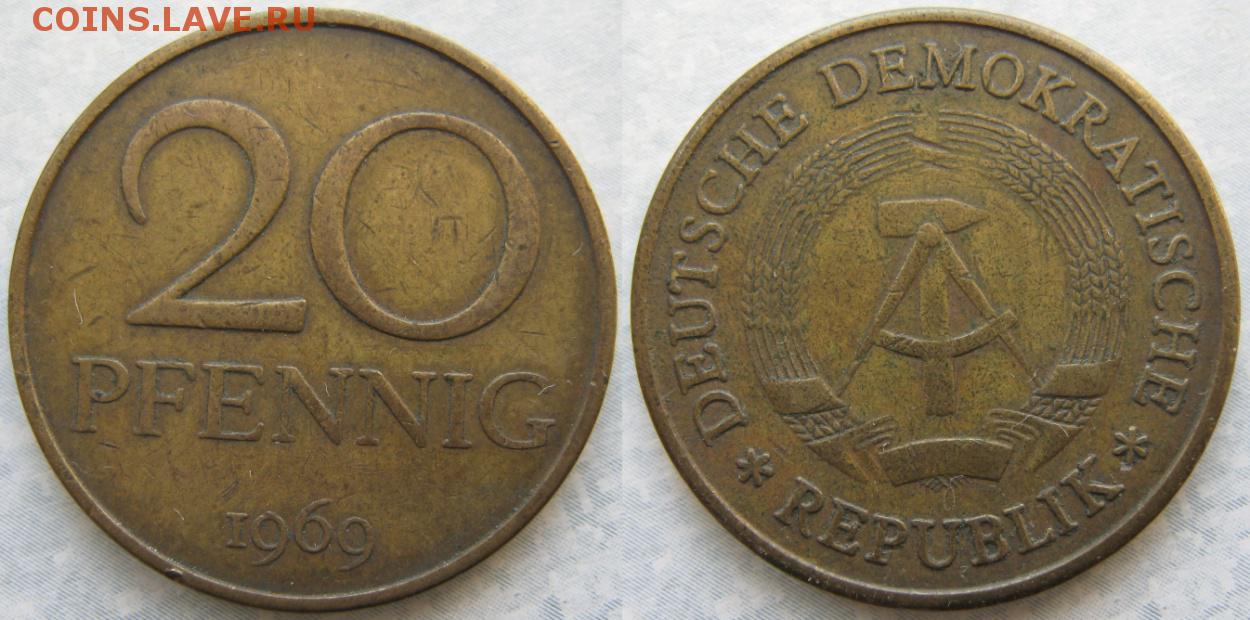 COINS.LAVE.RU
20
PFENNIG
1969
DEUTSCHE DEMOKRATISCHE
* REPUBLIK *